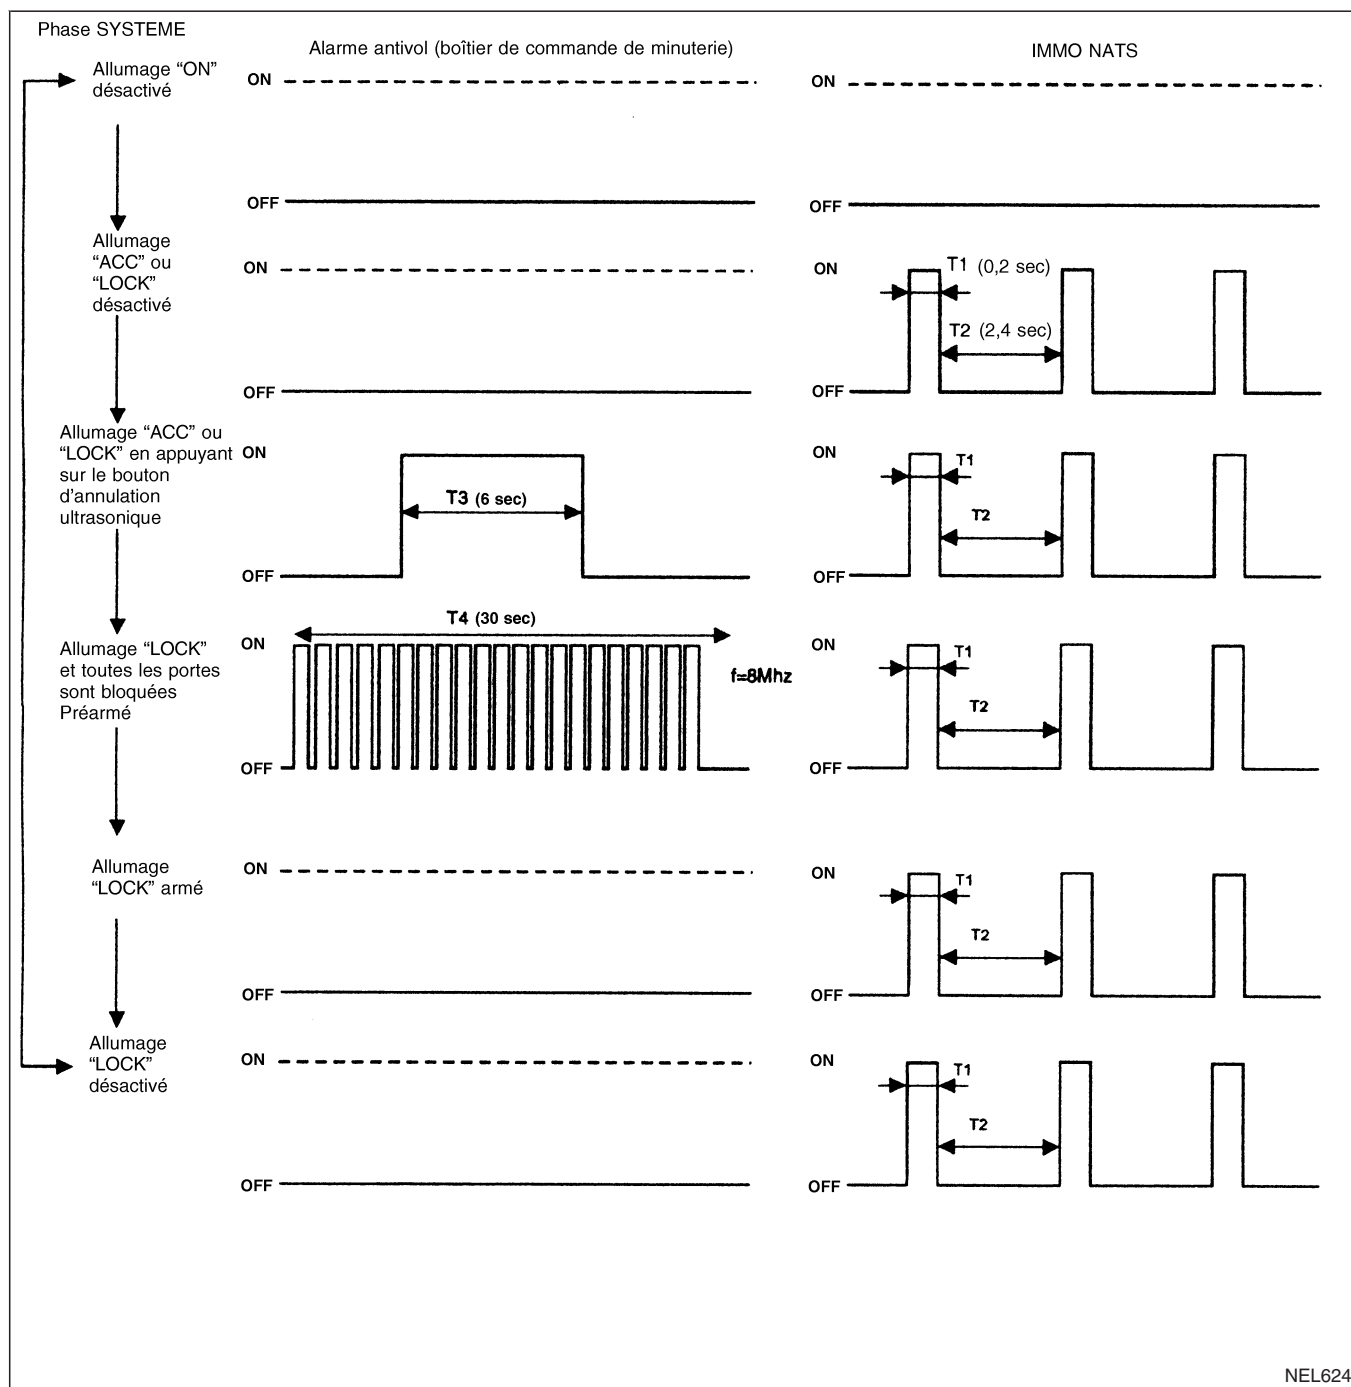 Phase SYSTEME
Alarme antivol (boîtier de commande de minuterie)
IMMO NATS
Allumage “ON”
désactivé
ON
ON
OFF
OFF
Allumage
“ACC” ou
“LOCK”
désactivé
ON
ON
T1 (0,2 sec)
T2 (2,4 sec)
OFF
OFF
Allumage “ACC” ou
“LOCK” en appuyant
sur le bouton
d’annulation
ultrasonique
ON
T3 (6 sec)
OFF
ON
T1
T2
OFF
Allumage “LOCK”
et toutes les portes
sont bloquées
Préarmé
T4 (30 sec)
ON
f=8Mhz
OFF
ON
T1
T2
OFF
Allumage
“LOCK” armé
ON
OFF
ON
T1
T2
OFF
Allumage
“LOCK”
désactivé
ON
OFF
ON
T1
T2
OFF
NEL624